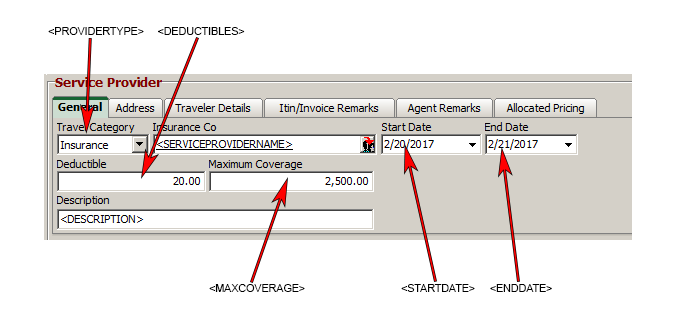 <PROVIDERTYPE> <DEDUCTIBLES>
Service Provider
General Address Traveler Details Itin/Invoice Remarks Agent Remarks Allocated Pricing
Travel Category Insurance Co Start Date End Date
Insurance <SERVICEPROVIDERNAME> 2/20/2017 2/21/2017
Deductible Maximum Coverage
20.00 2,500.00
Description
<DESCRIPTION>
<MAXCOVERAGE> <STARTDATE> <ENDDATE>